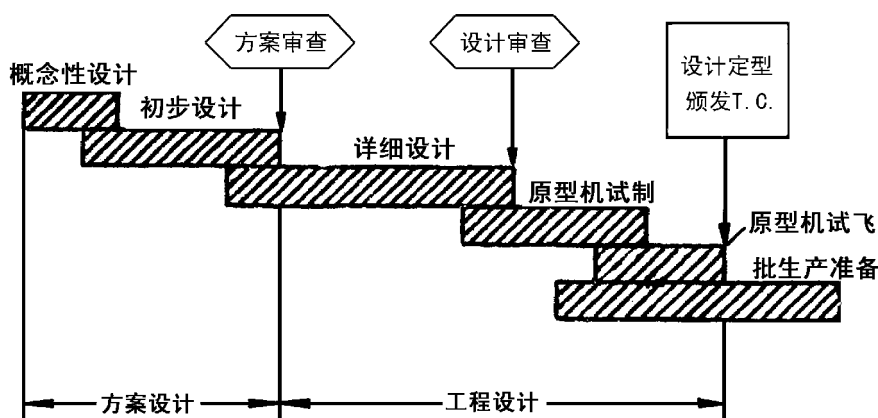 方案审查
设计审查
设计定型
颁发T.C.
概念性设计
初步设计
详细设计
原型机试制
原型机试飞
批生产准备
方案设计
工程设计